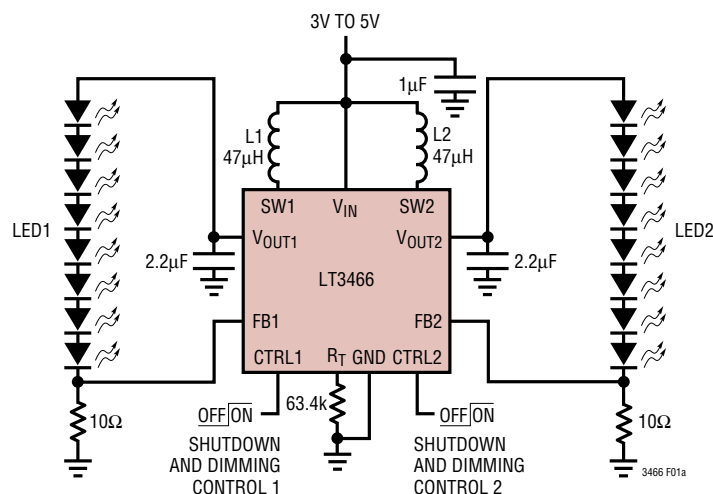 3V TO 5V
1µF
L1
47µH
L2
47µH
SW1
VIN
SW2
LED1
VOUT1
VOUT2
LED2
2.2µF
2.2µF
LT3466
FB1
FB2
CTRL1
RT
GND
CTRL2
10Ω
OFF ON
63.4k
OFF ON
10Ω
SHUTDOWN
AND DIMMING
CONTROL 1
SHUTDOWN
AND DIMMING
CONTROL 2
3466 F01a